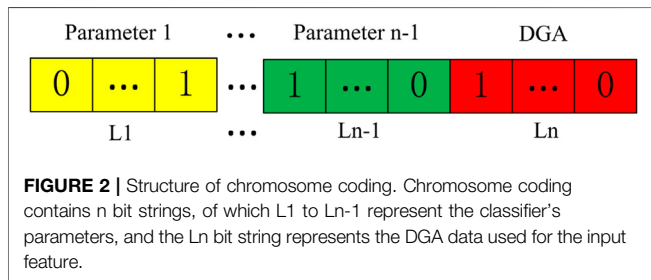 Parameter 1 ... Parameter n-1 DGA
0 ... 1 ... 1 ... 0 1 ... 0
L1 ... Ln-1 Ln
FIGURE 2 | Structure of chromosome coding. Chromosome coding
contains n bit strings, of which L1 to Ln-1 represent the classifier's
parameters, and the Ln bit string represents the DGA data used for the input
feature.